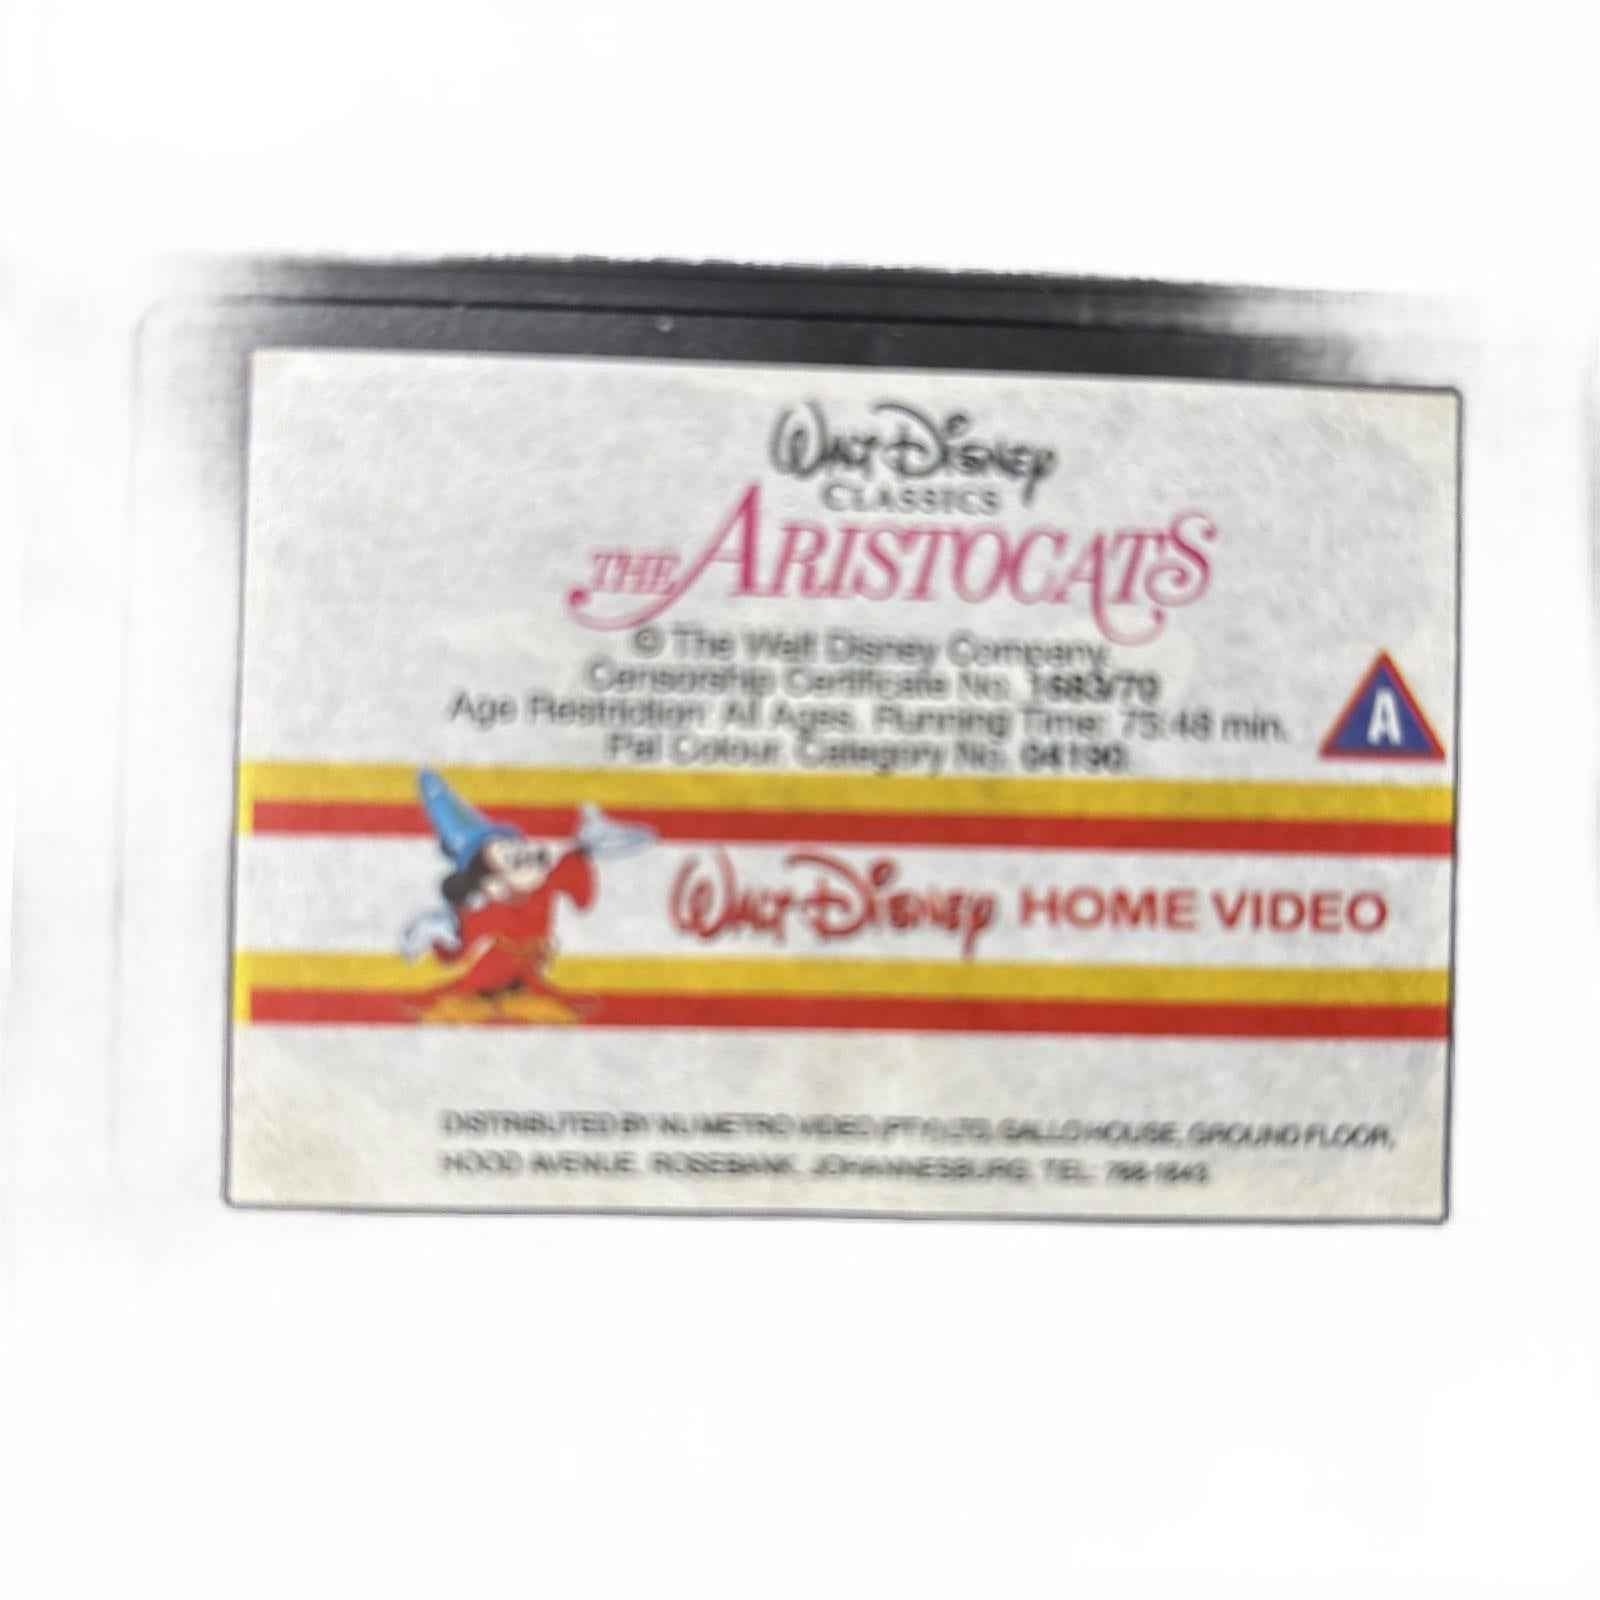 WALT DISNEY
CLASSICS
THE ARISTOCATS
© The Walt Disney Company.
Censorship Certificate No. 1683/70
Age Restriction: All Ages. Running Time: 75:48 min.
Pal Colour. Category No. 04190.
A
WALT DISNEY HOME VIDEO
DISTRIBUTED BY NU METRO VIDEO (PTY) LTD, GALLO HOUSE, GROUND FLOOR,
HOOD AVENUE, ROSEBANK, JOHANNESBURG, TEL: